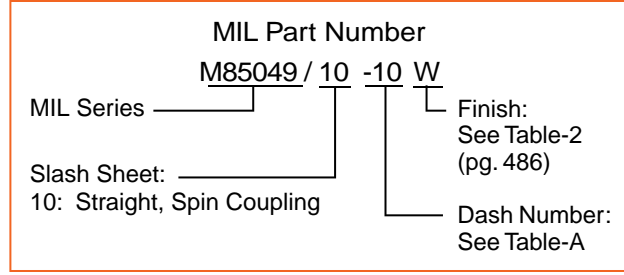 MIL Part Number
M85049 / 10 -10 W
MIL Series
Finish:
See Table-2
(pg. 486)
Slash Sheet:
10: Straight, Spin Coupling
Dash Number:
See Table-A